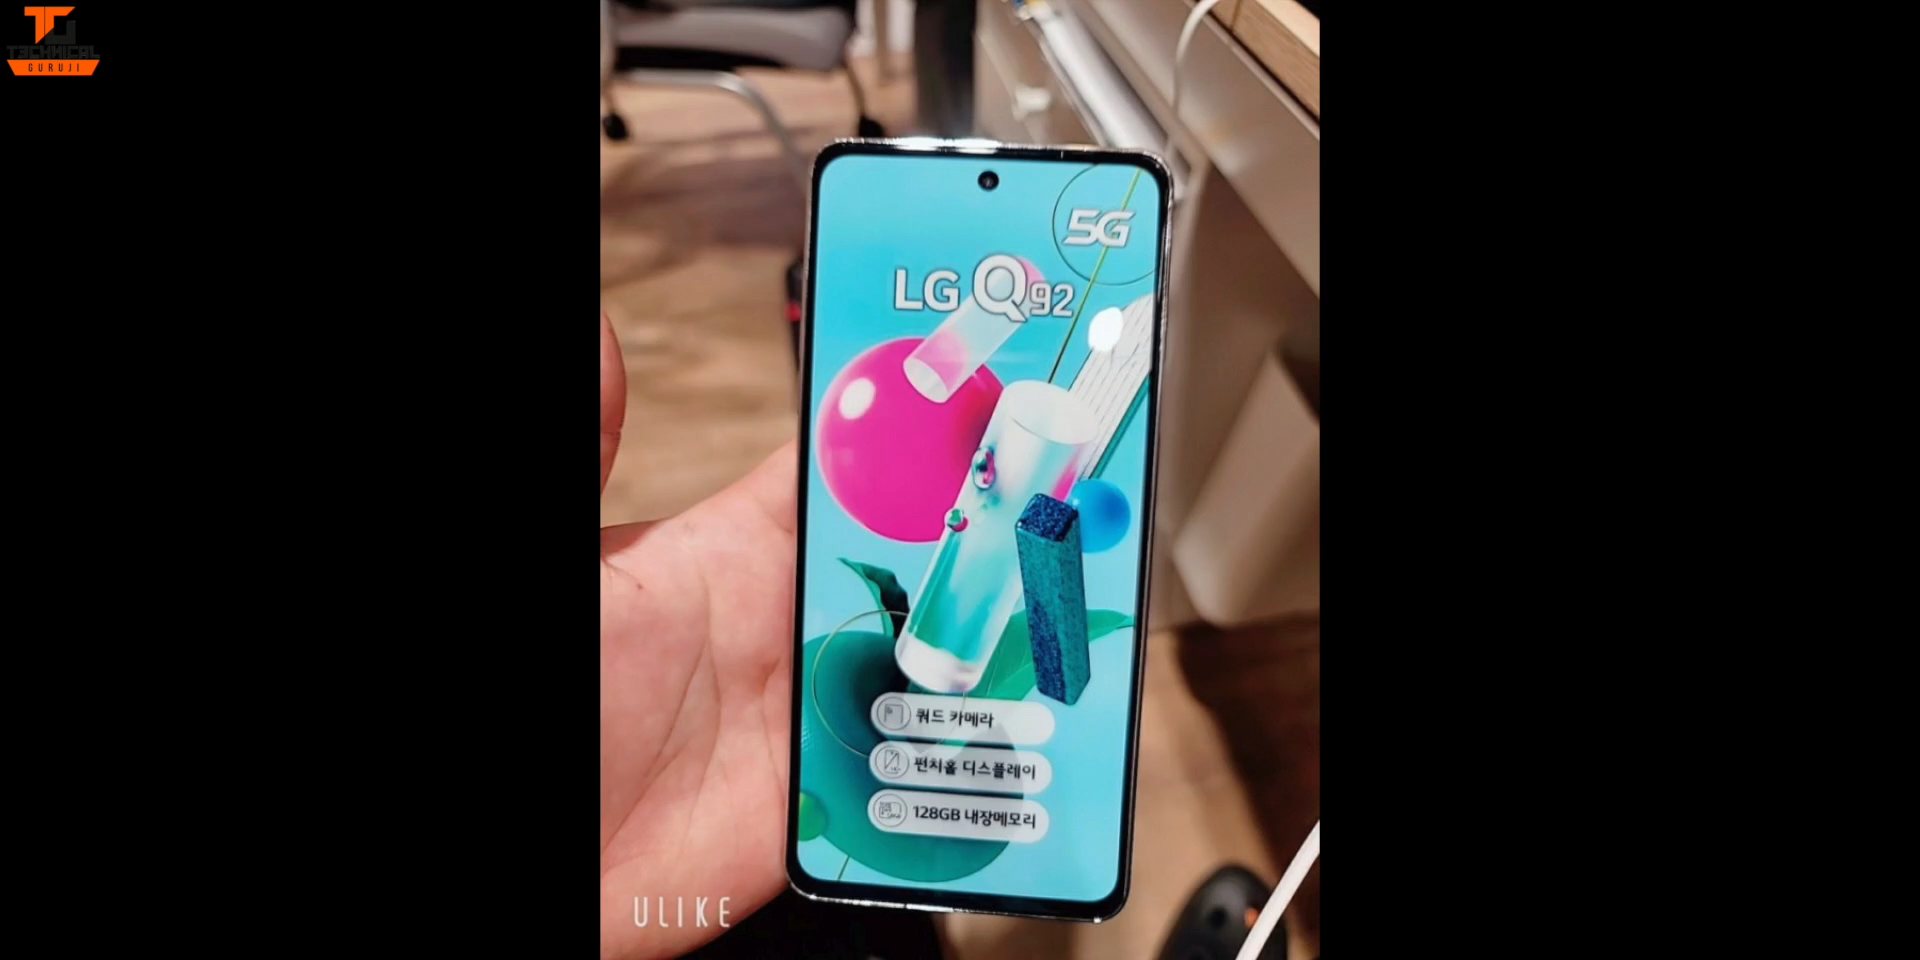 TG
TECHNICAL
GURUJI
5G
LG Q92
쿼드 카메라
펀치홀 디스플레이
128GB 내장메모리
ULIKE